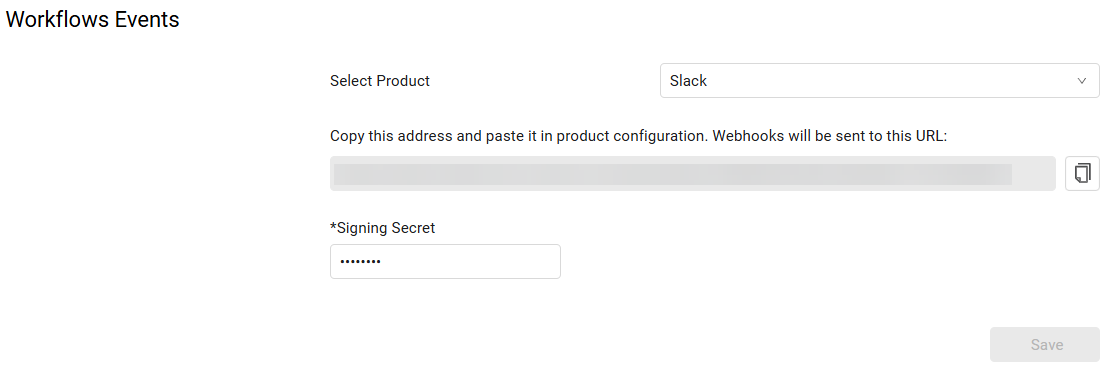 Workflows Events
Select Product
Slack
Copy this address and paste it in product configuration. Webhooks will be sent to this URL:
*Signing Secret
••••••••
Save